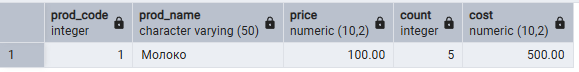 prod_code prod_name price count cost
integer character varying (50) numeric (10,2) integer numeric (10,2)
1 1 Молоко 100.00 5 500.00